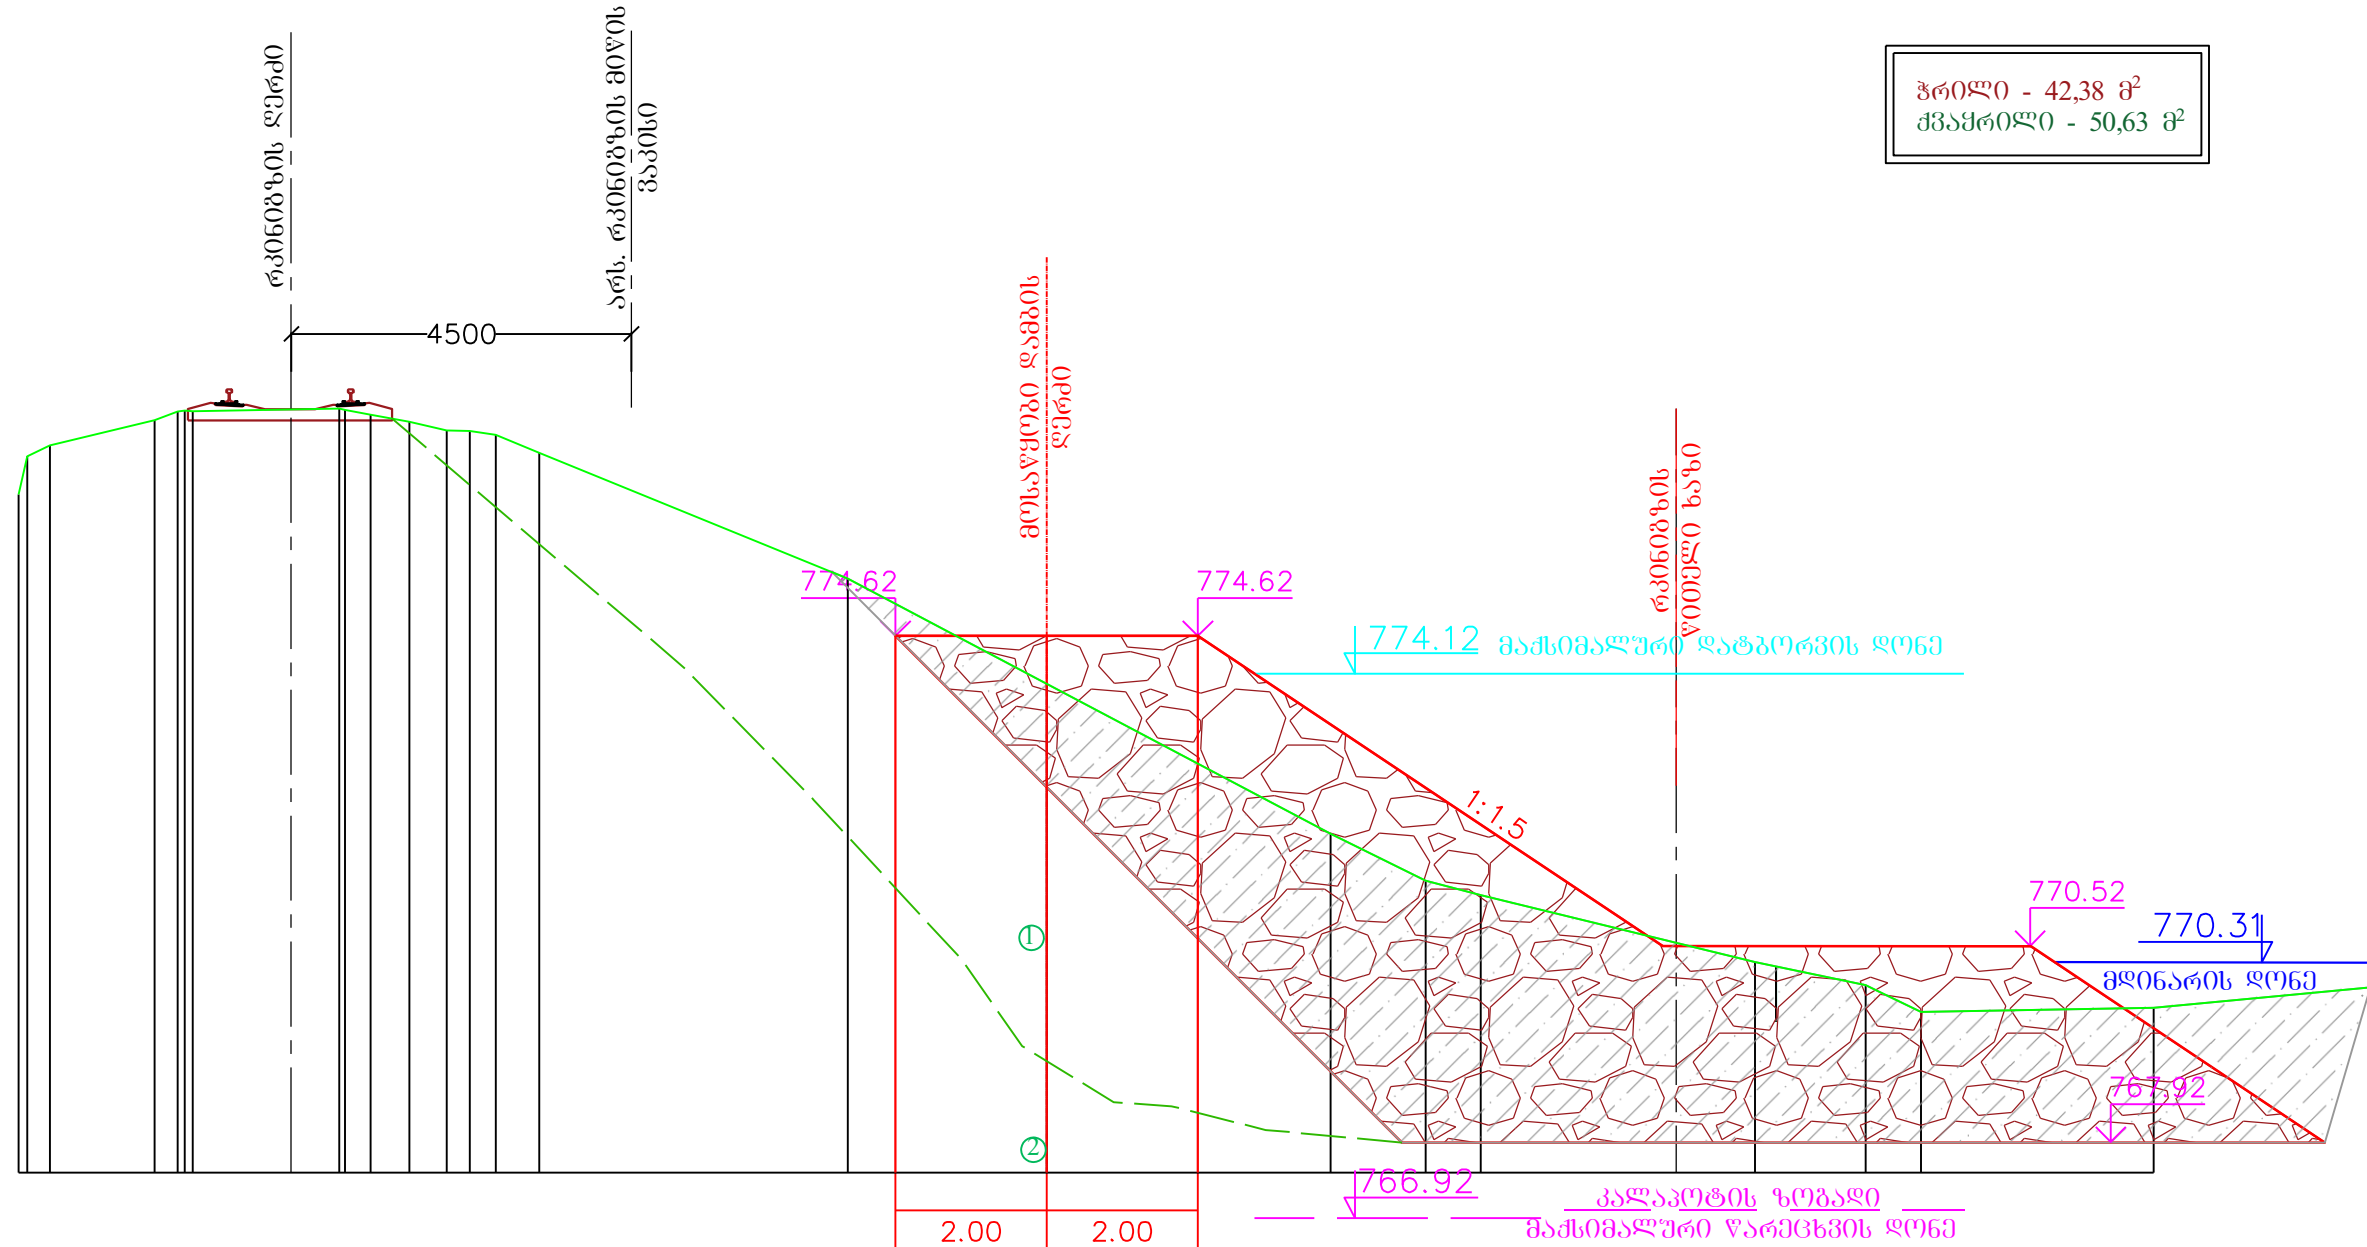 რკინიგზის ღერძი
არს. რკინიგზის მიწის
ვაკისი
ჭრილი - 42,38 მ²
ქვაყრილი - 50,63 მ²
4500
მოსაწყობი დამბის
ღერძი
რკინიგზის
წითელი ხაზი
774.62
774.62
774.12 მაქსიმალური დატბორვის დონე
1:1.5
770.52
770.31
მდინარის დონე
1
2
767.92
766.92
კალაპოტის ზოგადი
მაქსიმალური წარეცხვის დონე
2.00
2.00